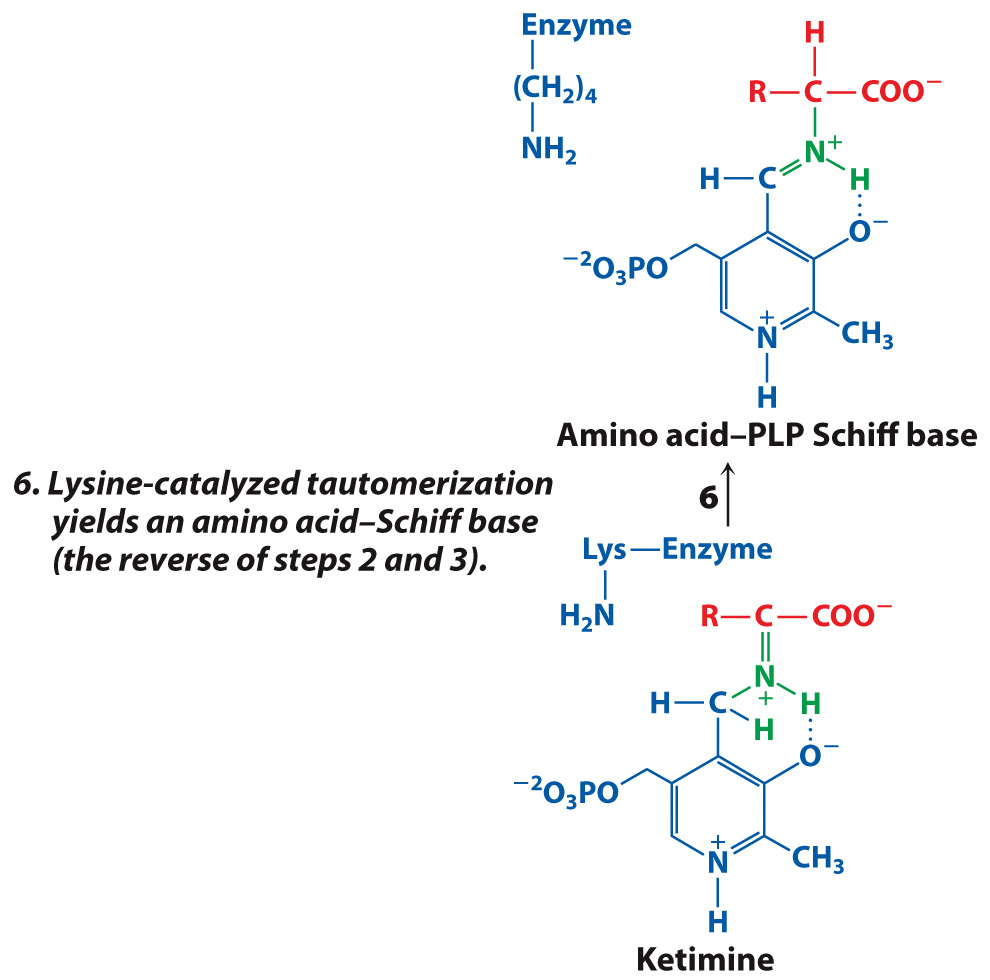 Enzyme
(CH₂)₄
NH₂
H
R—C—COO⁻
N⁺
H—C
H
O⁻
⁻²O₃PO
N⁺
CH₃
H
Amino acid–PLP Schiff base
6. Lysine-catalyzed tautomerization
yields an amino acid–Schiff base
(the reverse of steps 2 and 3).
6
Lys—Enzyme
H₂N
R—C—COO⁻
N⁺
H—C
H
H
O⁻
⁻²O₃PO
N⁺
CH₃
H
Ketimine